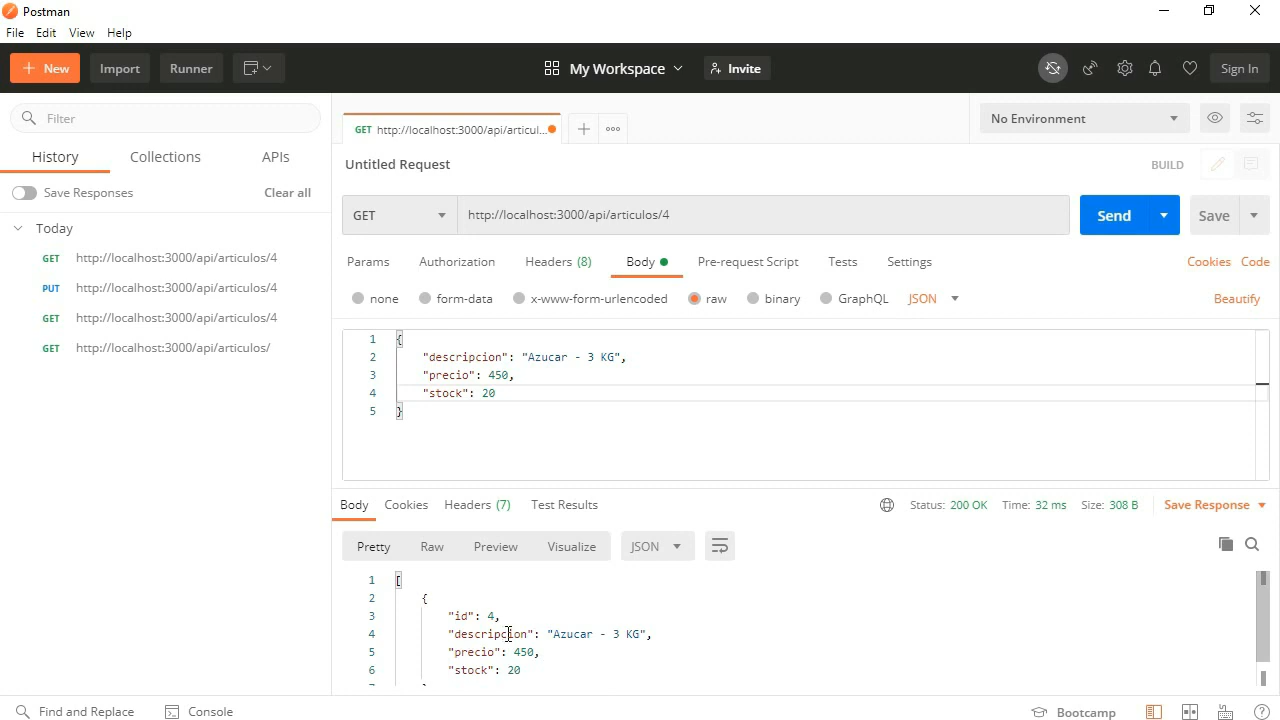 Postman
File Edit View Help
+ New Import Runner My Workspace Invite Sign In
Filter
History Collections APIs
Save Responses Clear all
Today
GET http://localhost:3000/api/articulos/4
PUT http://localhost:3000/api/articulos/4
GET http://localhost:3000/api/articulos/4
GET http://localhost:3000/api/articulos/
GET http://localhost:3000/api/articul... + ooo No Environment
Untitled Request BUILD
GET http://localhost:3000/api/articulos/4 Send Save
Params Authorization Headers (8) Body Pre-request Script Tests Settings Cookies Code
none form-data x-www-form-urlencoded raw binary GraphQL JSON Beautify
1 {
2 "descripcion": "Azucar - 3 KG",
3 "precio": 450,
4 "stock": 20
5 }
Body Cookies Headers (7) Test Results Status: 200 OK Time: 32 ms Size: 308 B Save Response
Pretty Raw Preview Visualize JSON
1 [
2 {
3 "id": 4,
4 "descripcion": "Azucar - 3 KG",
5 "precio": 450,
6 "stock": 20
Find and Replace Console Bootcamp